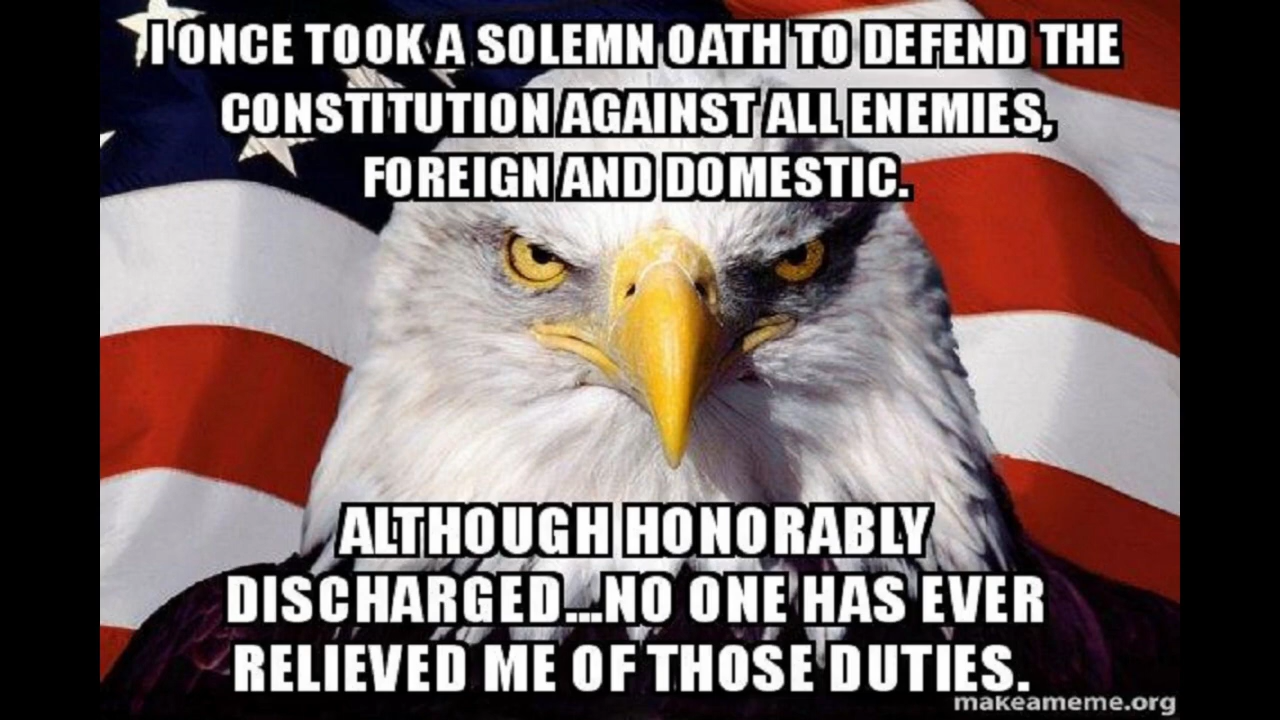 I ONCE TOOK A SOLEMN OATH TO DEFEND THE
CONSTITUTION AGAINST ALL ENEMIES,
FOREIGN AND DOMESTIC.
ALTHOUGH HONORABLY
DISCHARGED...NO ONE HAS EVER
RELIEVED ME OF THOSE DUTIES.
makeameme.org